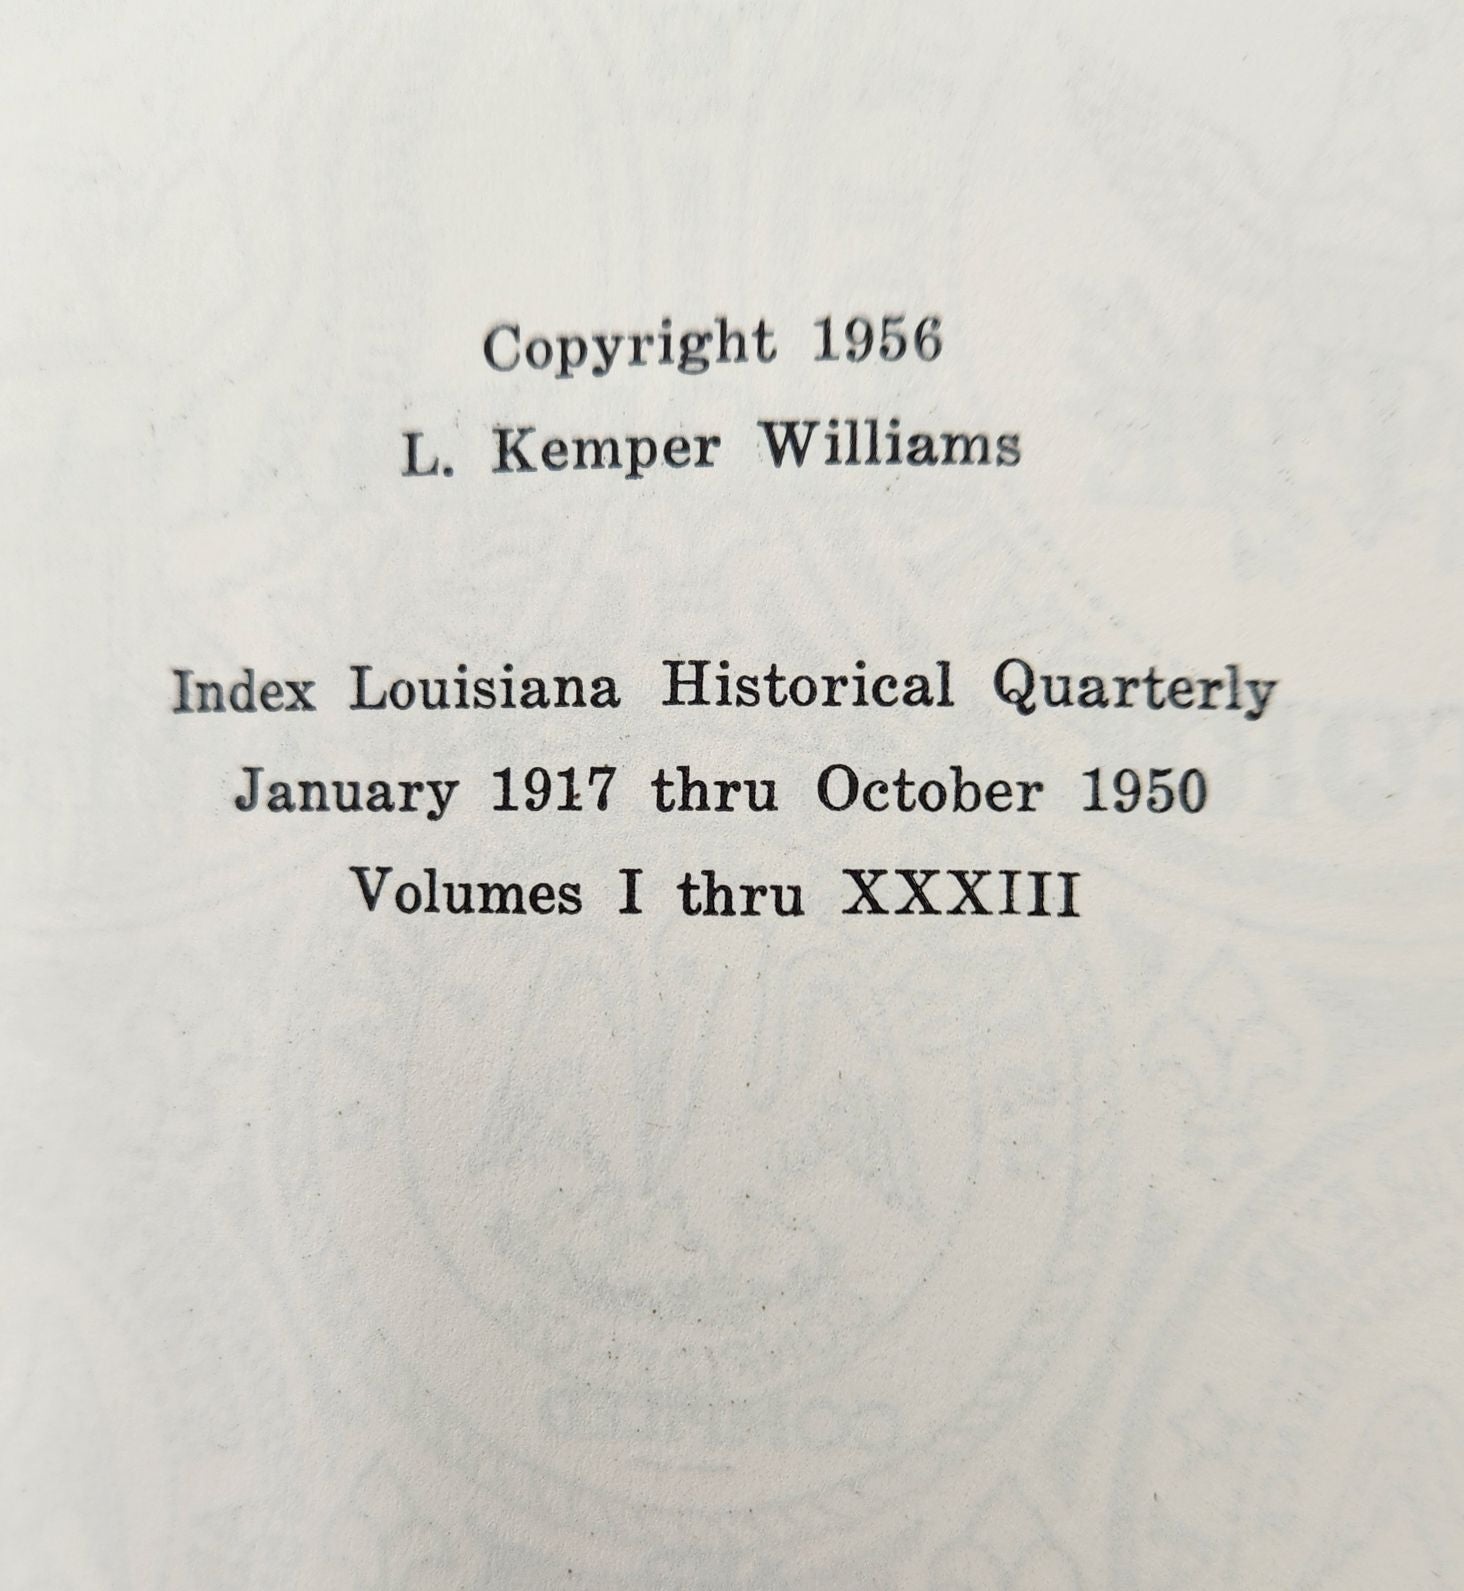 Copyright 1956
L. Kemper Williams
Index Louisiana Historical Quarterly
January 1917 thru October 1950
Volumes I thru XXXIII